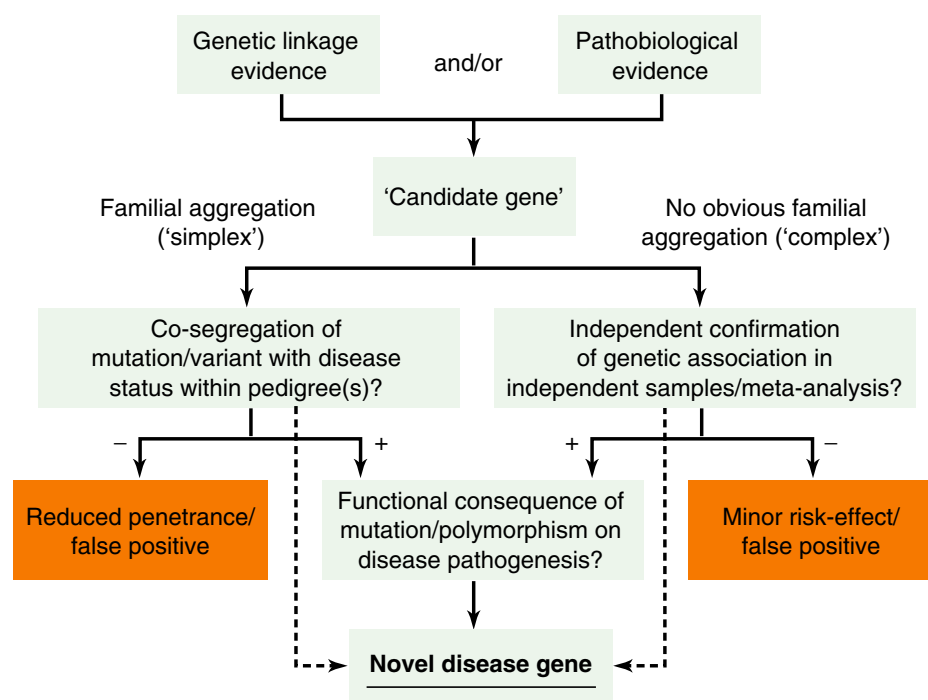 Genetic linkage
evidence
and/or
Pathobiological
evidence
‘Candidate gene’
Familial aggregation
(‘simplex’)
No obvious familial
aggregation (‘complex’)
Co-segregation of
mutation/variant with disease
status within pedigree(s)?
Independent confirmation
of genetic association in
independent samples/meta-analysis?
–
+
+
–
Reduced penetrance/
false positive
Functional consequence of
mutation/polymorphism on
disease pathogenesis?
Minor risk-effect/
false positive
Novel disease gene